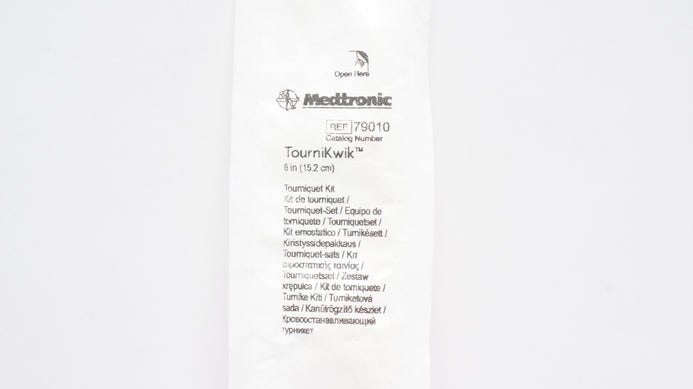 Open Here
Medtronic
REF 79010
Catalog Number
TourniKwik™
6 in (15.2 cm)
Tourniquet Kit
Kit de tourniquet /
Tourniquet-Set / Equipo de
torniquete / Tourniquetset /
Kit emostatico / Turnikésett /
Kiristyssidepakkaus /
Tourniquet-sats / Κιτ
αιμοστατικής ταινίας /
Tourniquetsæt / Zestaw
krępulca / Kit de torniquete /
Turnike Kiti / Turniketová
sada / Kanülrögzítő készlet /
Кровоостанавливающий
турникет